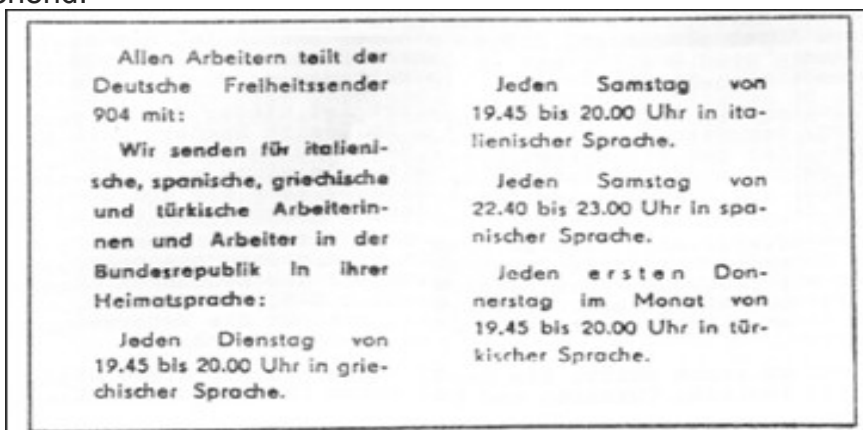 Allen Arbeitern teilt der
Deutsche Freiheitssender
904 mit:
Wir senden für italieni-
sche, spanische, griechische
und türkische Arbeiterin-
nen und Arbeiter in der
Bundesrepublik in ihrer
Heimatsprache:
Jeden Dienstag von
19.45 bis 20.00 Uhr in grie-
chischer Sprache.
Jeden Samstag von
19.45 bis 20.00 Uhr in ita-
lienischer Sprache.
Jeden Samstag von
22.40 bis 23.00 Uhr in spa-
nischer Sprache.
Jeden ersten Don-
nerstag im Monat von
19.45 bis 20.00 Uhr in tür-
kischer Sprache.